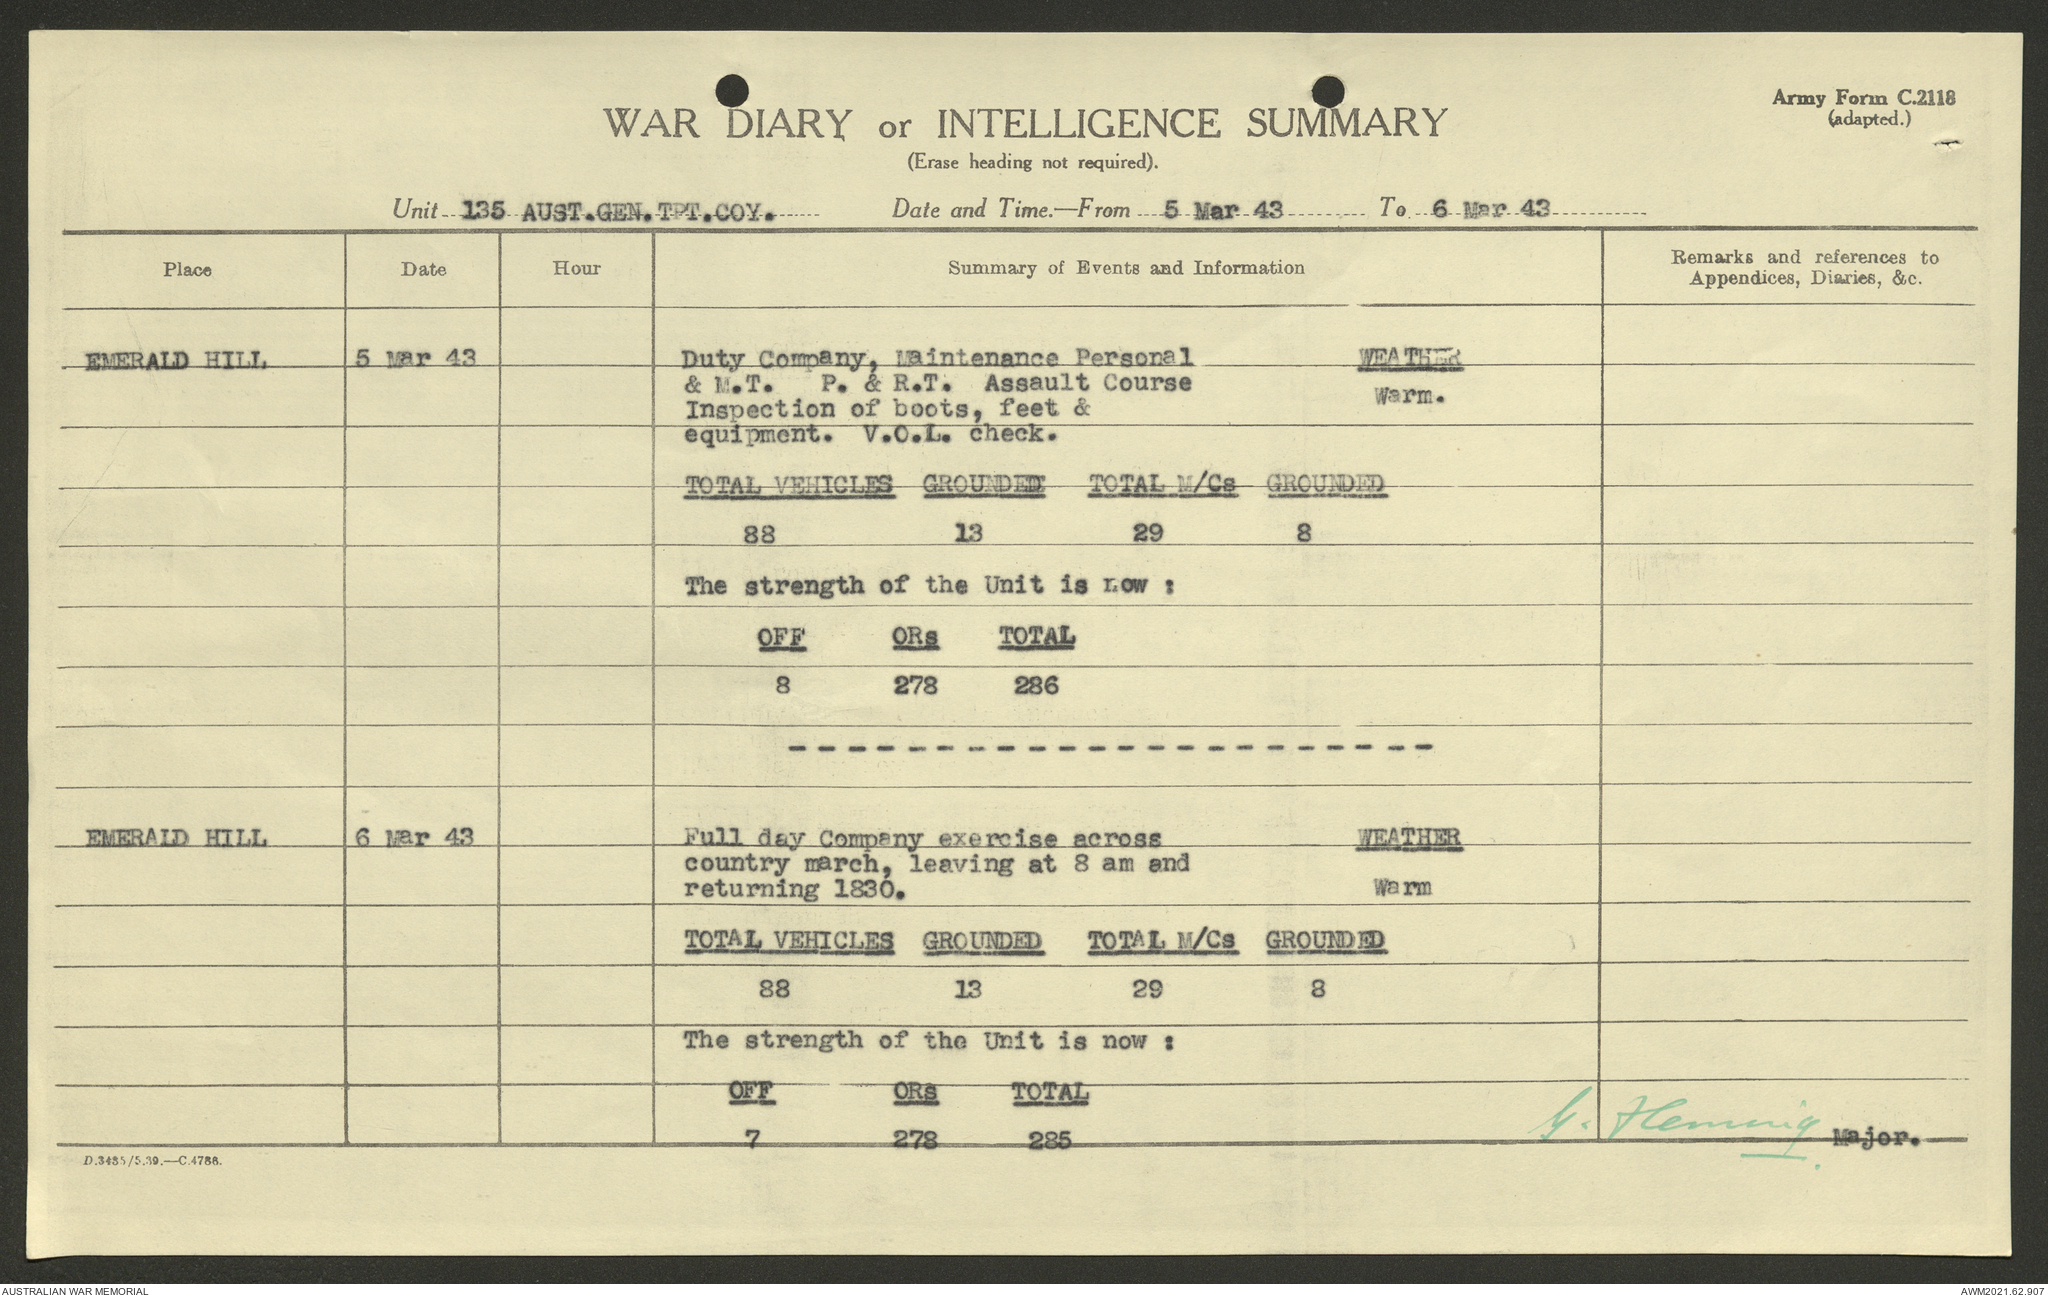 Army Form C.2118
(adapted.)
WAR DIARY or INTELLIGENCE SUMMARY
(Erase heading not required).
Unit 135 AUST.GEN.TPT.COY. Date and Time.—From 5 Mar 43 To 6 Mar 43
Place Date Hour Summary of Events and Information Remarks and references to
Appendices, Diaries, &c.
EMERALD HILL 5 Mar 43 Duty Company, Maintenance Personal WEATHER
& M.T. P. & R.T. Assault Course Warm.
Inspection of boots, feet &
equipment. V.O.L. check.
TOTAL VEHICLES GROUNDED TOTAL M/Cs GROUNDED
88 13 29 8
The strength of the Unit is now :
OFF ORs TOTAL
8 278 286
- - - - - - - - - - - - - - - - - - - - - -
EMERALD HILL 6 Mar 43 Full day Company exercise across WEATHER
country march, leaving at 8 am and
returning 1830. Warm
TOTAL VEHICLES GROUNDED TOTAL M/Cs GROUNDED
88 13 29 8
The strength of the Unit is now :
OFF ORs TOTAL
7 278 285
G. Fleming Major.
D.3485/5.39.—C.4786.
AUSTRALIAN WAR MEMORIAL AWM2021.62.907